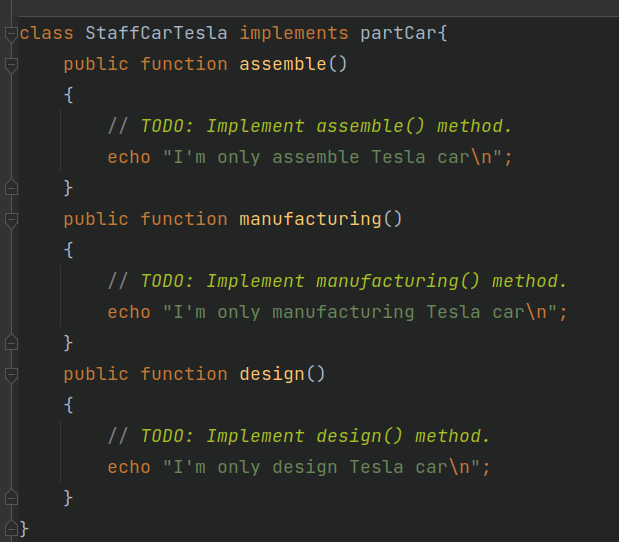 class StaffCarTesla implements partCar{
    public function assemble()
    {
        // TODO: Implement assemble() method.
        echo "I'm only assemble Tesla car\n";
    }
    public function manufacturing()
    {
        // TODO: Implement manufacturing() method.
        echo "I'm only manufacturing Tesla car\n";
    }
    public function design()
    {
        // TODO: Implement design() method.
        echo "I'm only design Tesla car\n";
    }
}